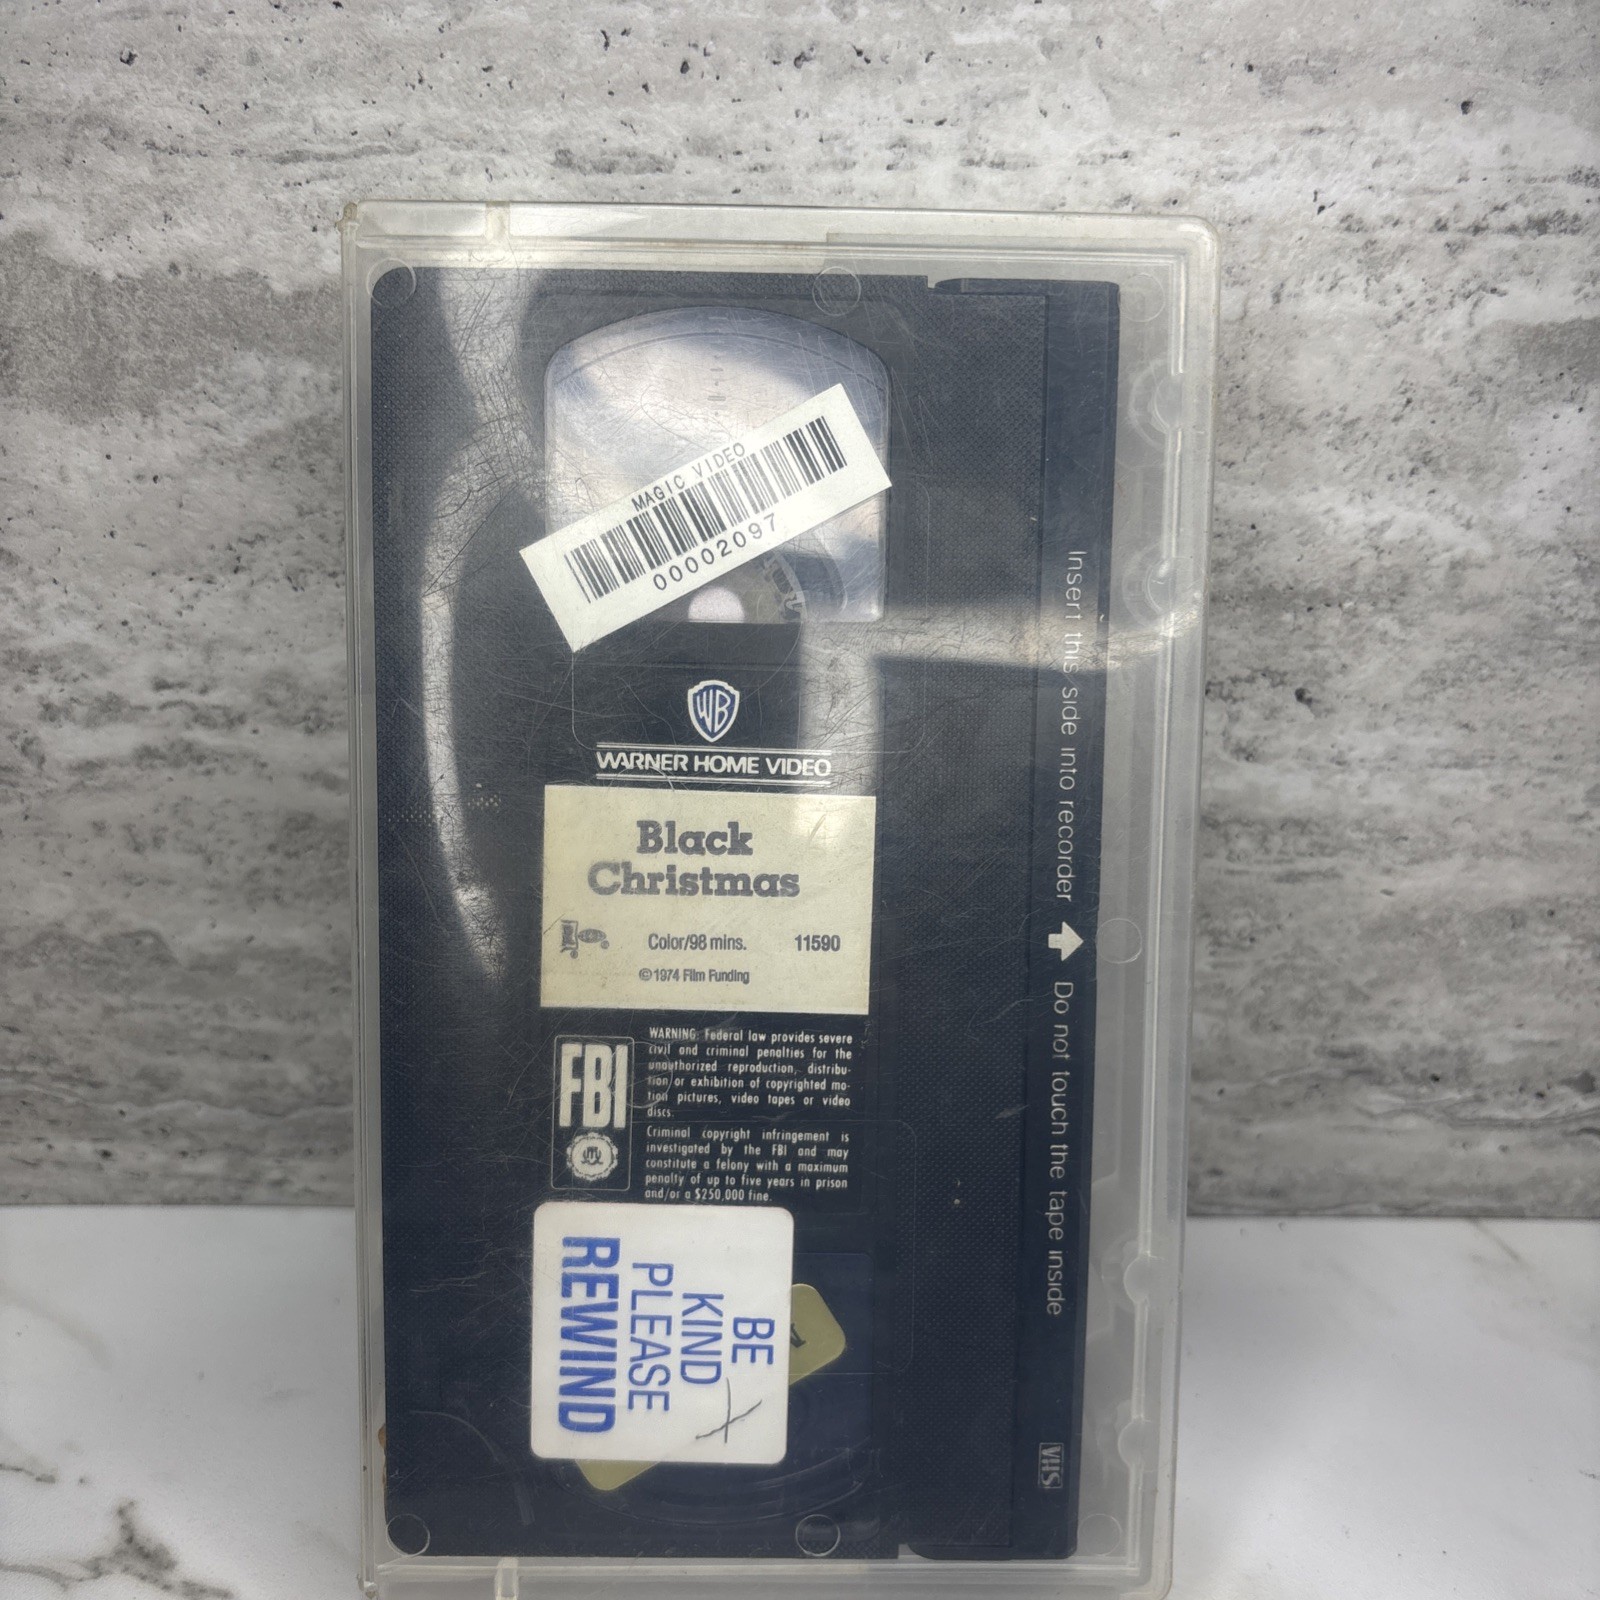 MAGIC VIDEO
00002097
WB
WARNER HOME VIDEO
Black
Christmas
Color/98 mins. 11590
©1974 Film Funding
FBI
WARNING: Federal law provides severe
civil and criminal penalties for the
unauthorized reproduction, distribu-
tion or exhibition of copyrighted mo-
tion pictures, video tapes or video
discs.
Criminal copyright infringement is
investigated by the FBI and may
constitute a felony with a maximum
penalty of up to five years in prison
and/or a $250,000 fine.
BE
KIND
PLEASE
REWIND
Insert this side into recorder
Do not touch the tape inside
VHS